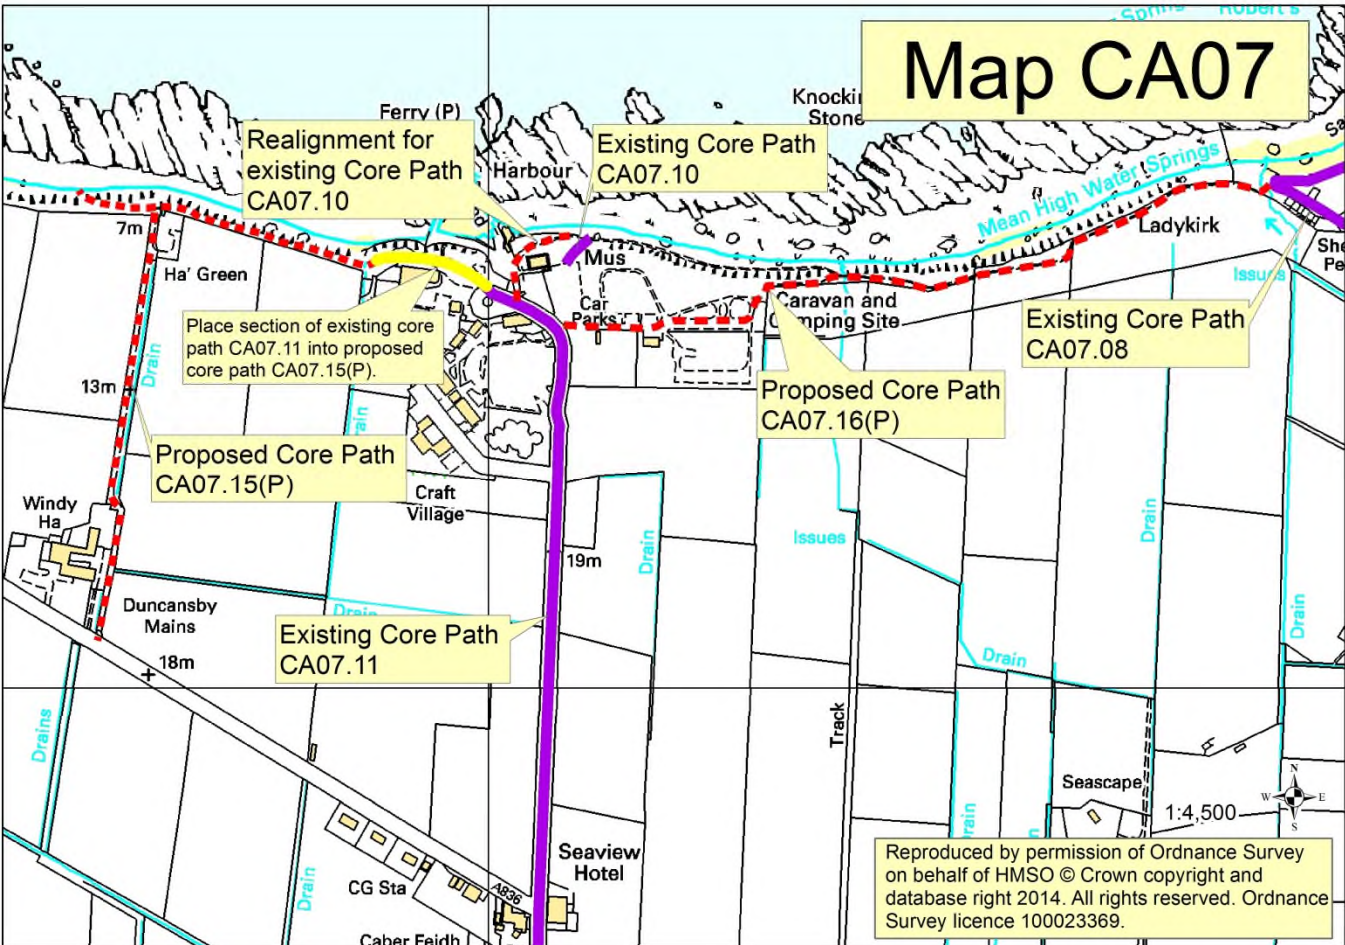 Map CA07
Spring
Robert's
Ferry (P)
Harbour
Realignment for
existing Core Path
CA07.10
Existing Core Path
CA07.10
Mean High Water Springs
Ladykirk
7m
Ha' Green
Mus
Issues
Car
Parks
Caravan and
Camping Site
Existing Core Path
CA07.08
Place section of existing core
path CA07.11 into proposed
core path CA07.15(P).
Drain
13m
Proposed Core Path
CA07.16(P)
Proposed Core Path
CA07.15(P)
Craft
Village
Windy
Ha
Issues
Drain
Drain
19m
Duncansby
Mains
Drain
Existing Core Path
CA07.11
Drain
Drain
18m
Drains
Track
Seascape
1:4,500
N
W
E
S
Seaview
Hotel
CG Sta
A836
Drain
Caber Feidh
Reproduced by permission of Ordnance Survey
on behalf of HMSO © Crown copyright and
database right 2014. All rights reserved. Ordnance
Survey licence 100023369.